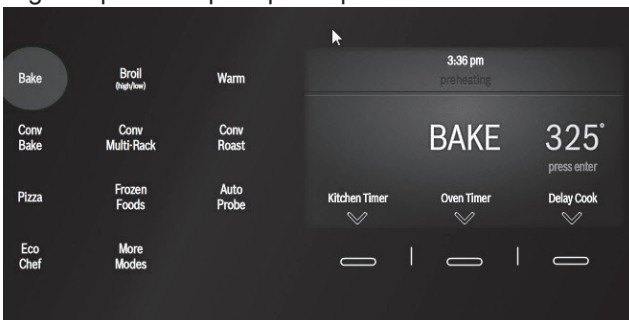 Bake
Broil
(high/low)
Warm
Conv
Bake
Conv
Multi-Rack
Conv
Roast
Pizza
Frozen
Foods
Auto
Probe
Eco
Chef
More
Modes
3:36 pm
preheating
BAKE
325°
press enter
Kitchen Timer
Oven Timer
Delay Cook